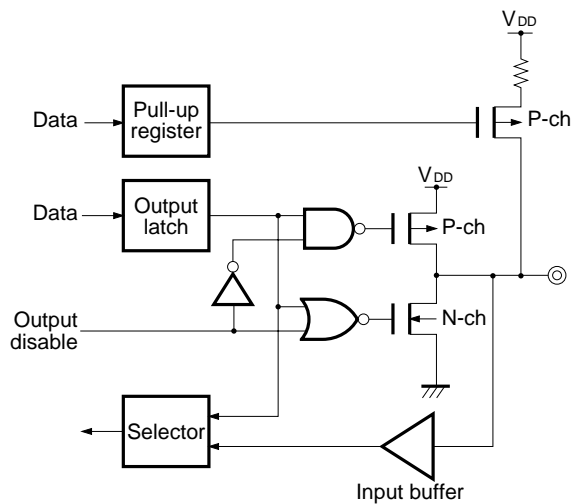 VDD
Data
Pull-up
register
P-ch
VDD
Data
Output
latch
P-ch
Output
disable
N-ch
Selector
Input buffer